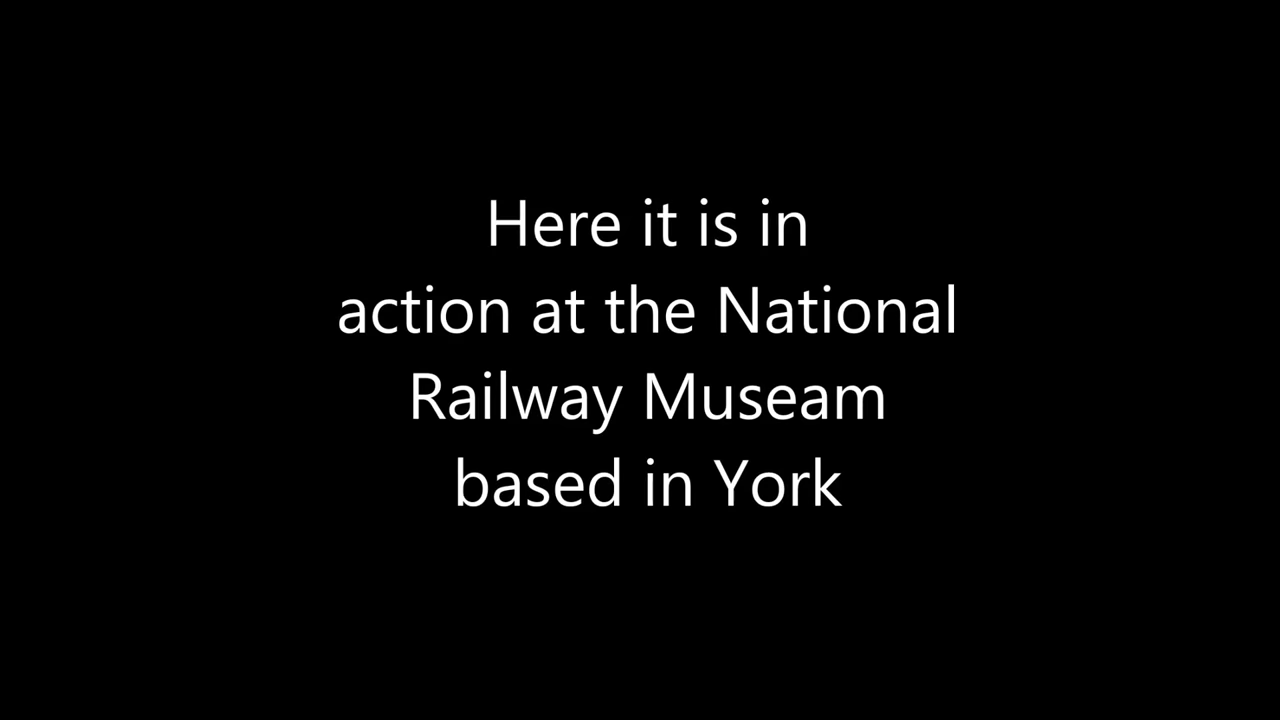 Here it is in
action at the National
Railway Museam
based in York